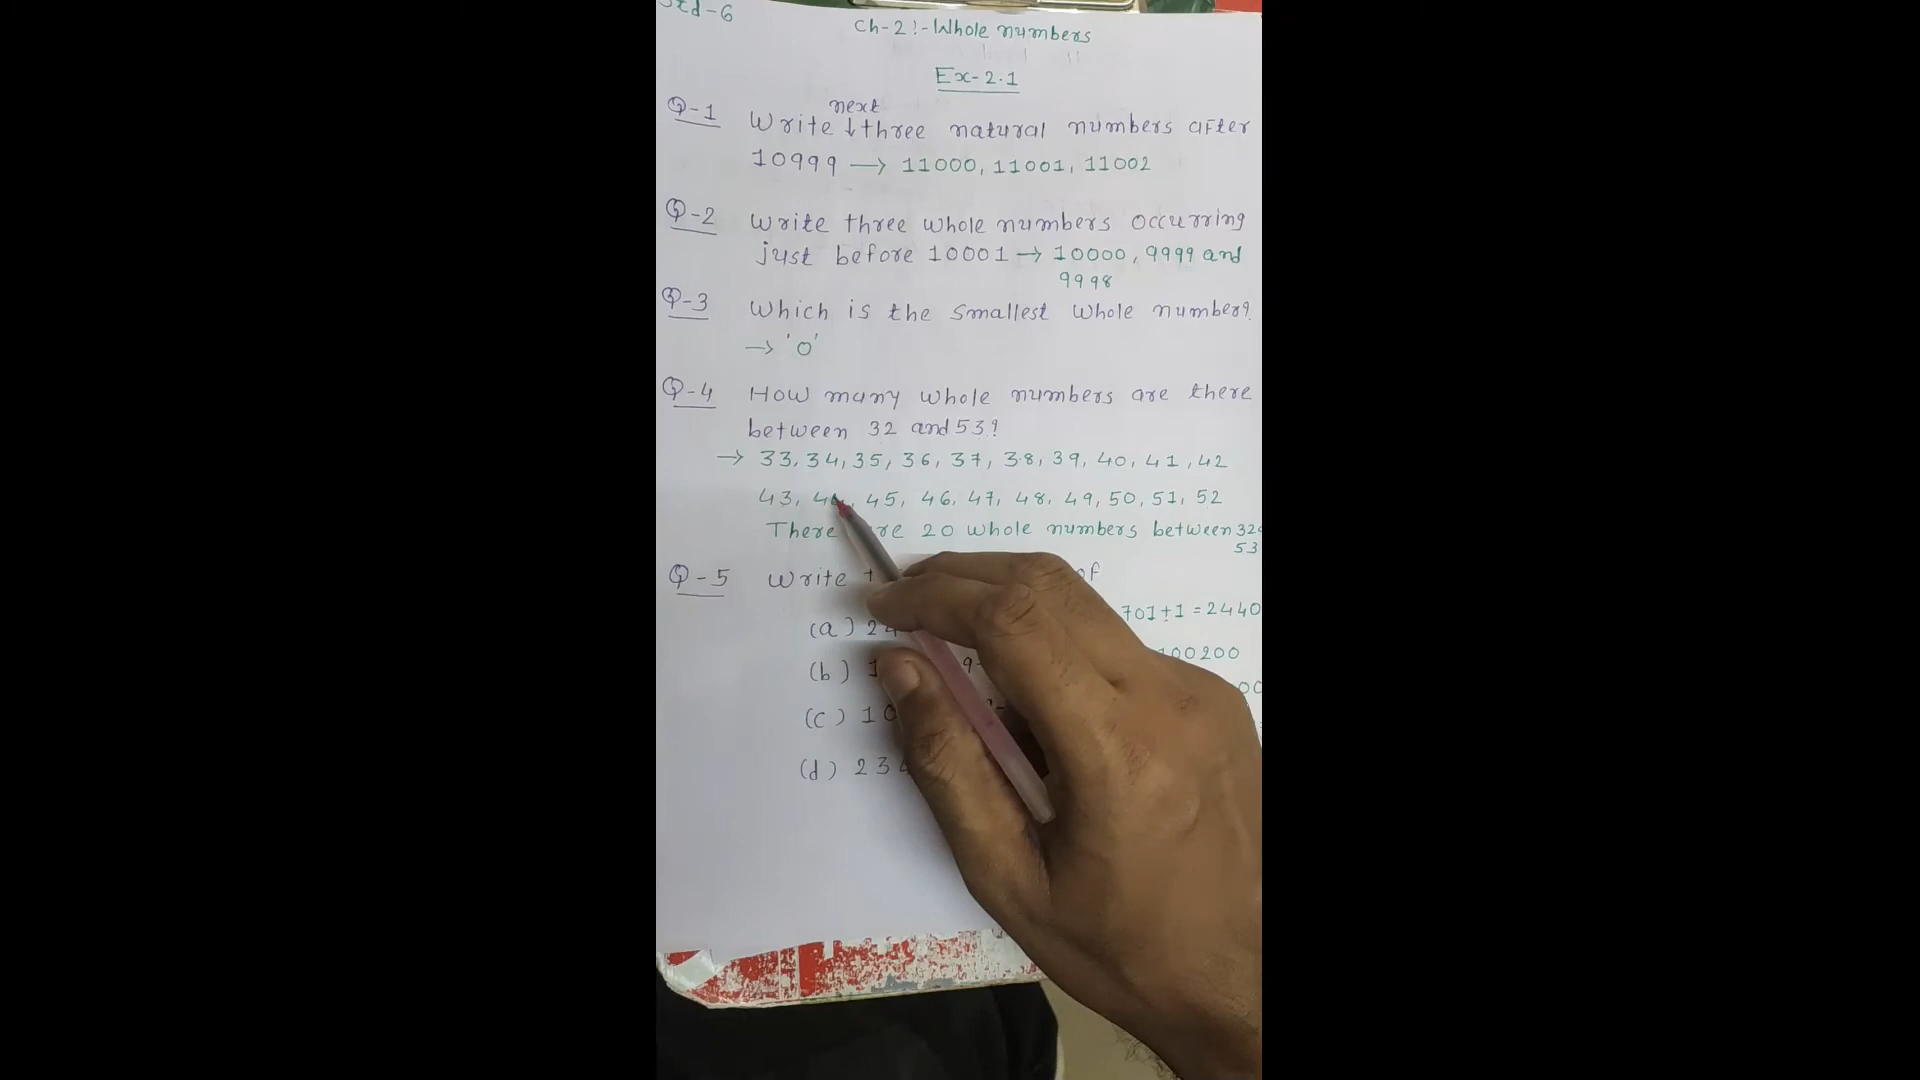 Std-6
Ch-2:-Whole numbers
Ex-2.1
next
Q-1 Write ↓ three natural numbers after
10999 → 11000, 11001, 11002
Q-2 Write three whole numbers occurring
just before 10001 → 10000, 9999 and
9998
Q-3 Which is the smallest whole number?
→ '0'
Q-4 How many whole numbers are there
between 32 and 53?
→ 33, 34, 35, 36, 37, 38, 39, 40, 41, 42
43, 45, 46, 47, 48, 49, 50, 51, 52
There 20 whole numbers between 32
53
Q-5 Write of
(a) 701+1 = 2440
(b) 100200
(c) 10
(d) 23